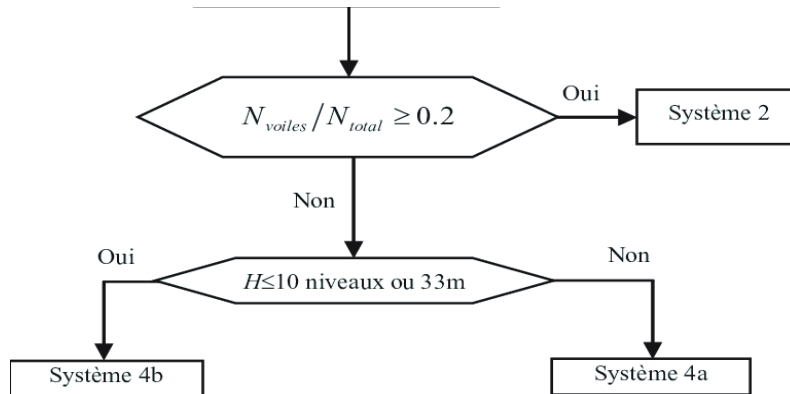 N_voiles / N_total ≥ 0.2
Oui
Système 2
Non
Oui
H≤10 niveaux ou 33m
Non
Système 4b
Système 4a